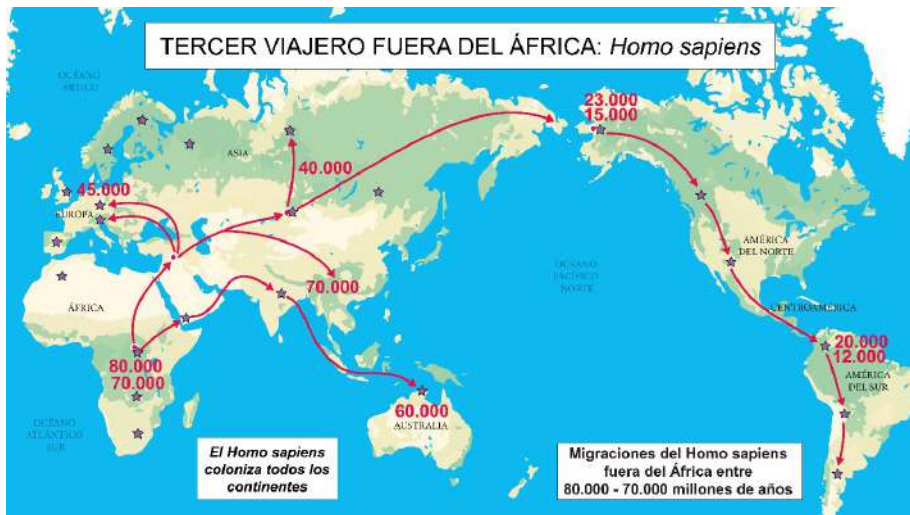 TERCER VIAJERO FUERA DEL ÁFRICA: Homo sapiens
OCÉANO
ÁRTICO
23.000
15.000
ASIA
40.000
45.000
EUROPA
AMÉRICA
DEL NORTE
OCÉANO
PACÍFICO
NORTE
70.000
ÁFRICA
CENTROAMÉRICA
80.000
70.000
20.000
12.000
AMÉRICA
DEL SUR
60.000
AUSTRALIA
OCÉANO
ATLÁNTICO
SUR
El Homo sapiens
coloniza todos los
continentes
Migraciones del Homo sapiens
fuera del África entre
80.000 - 70.000 millones de años